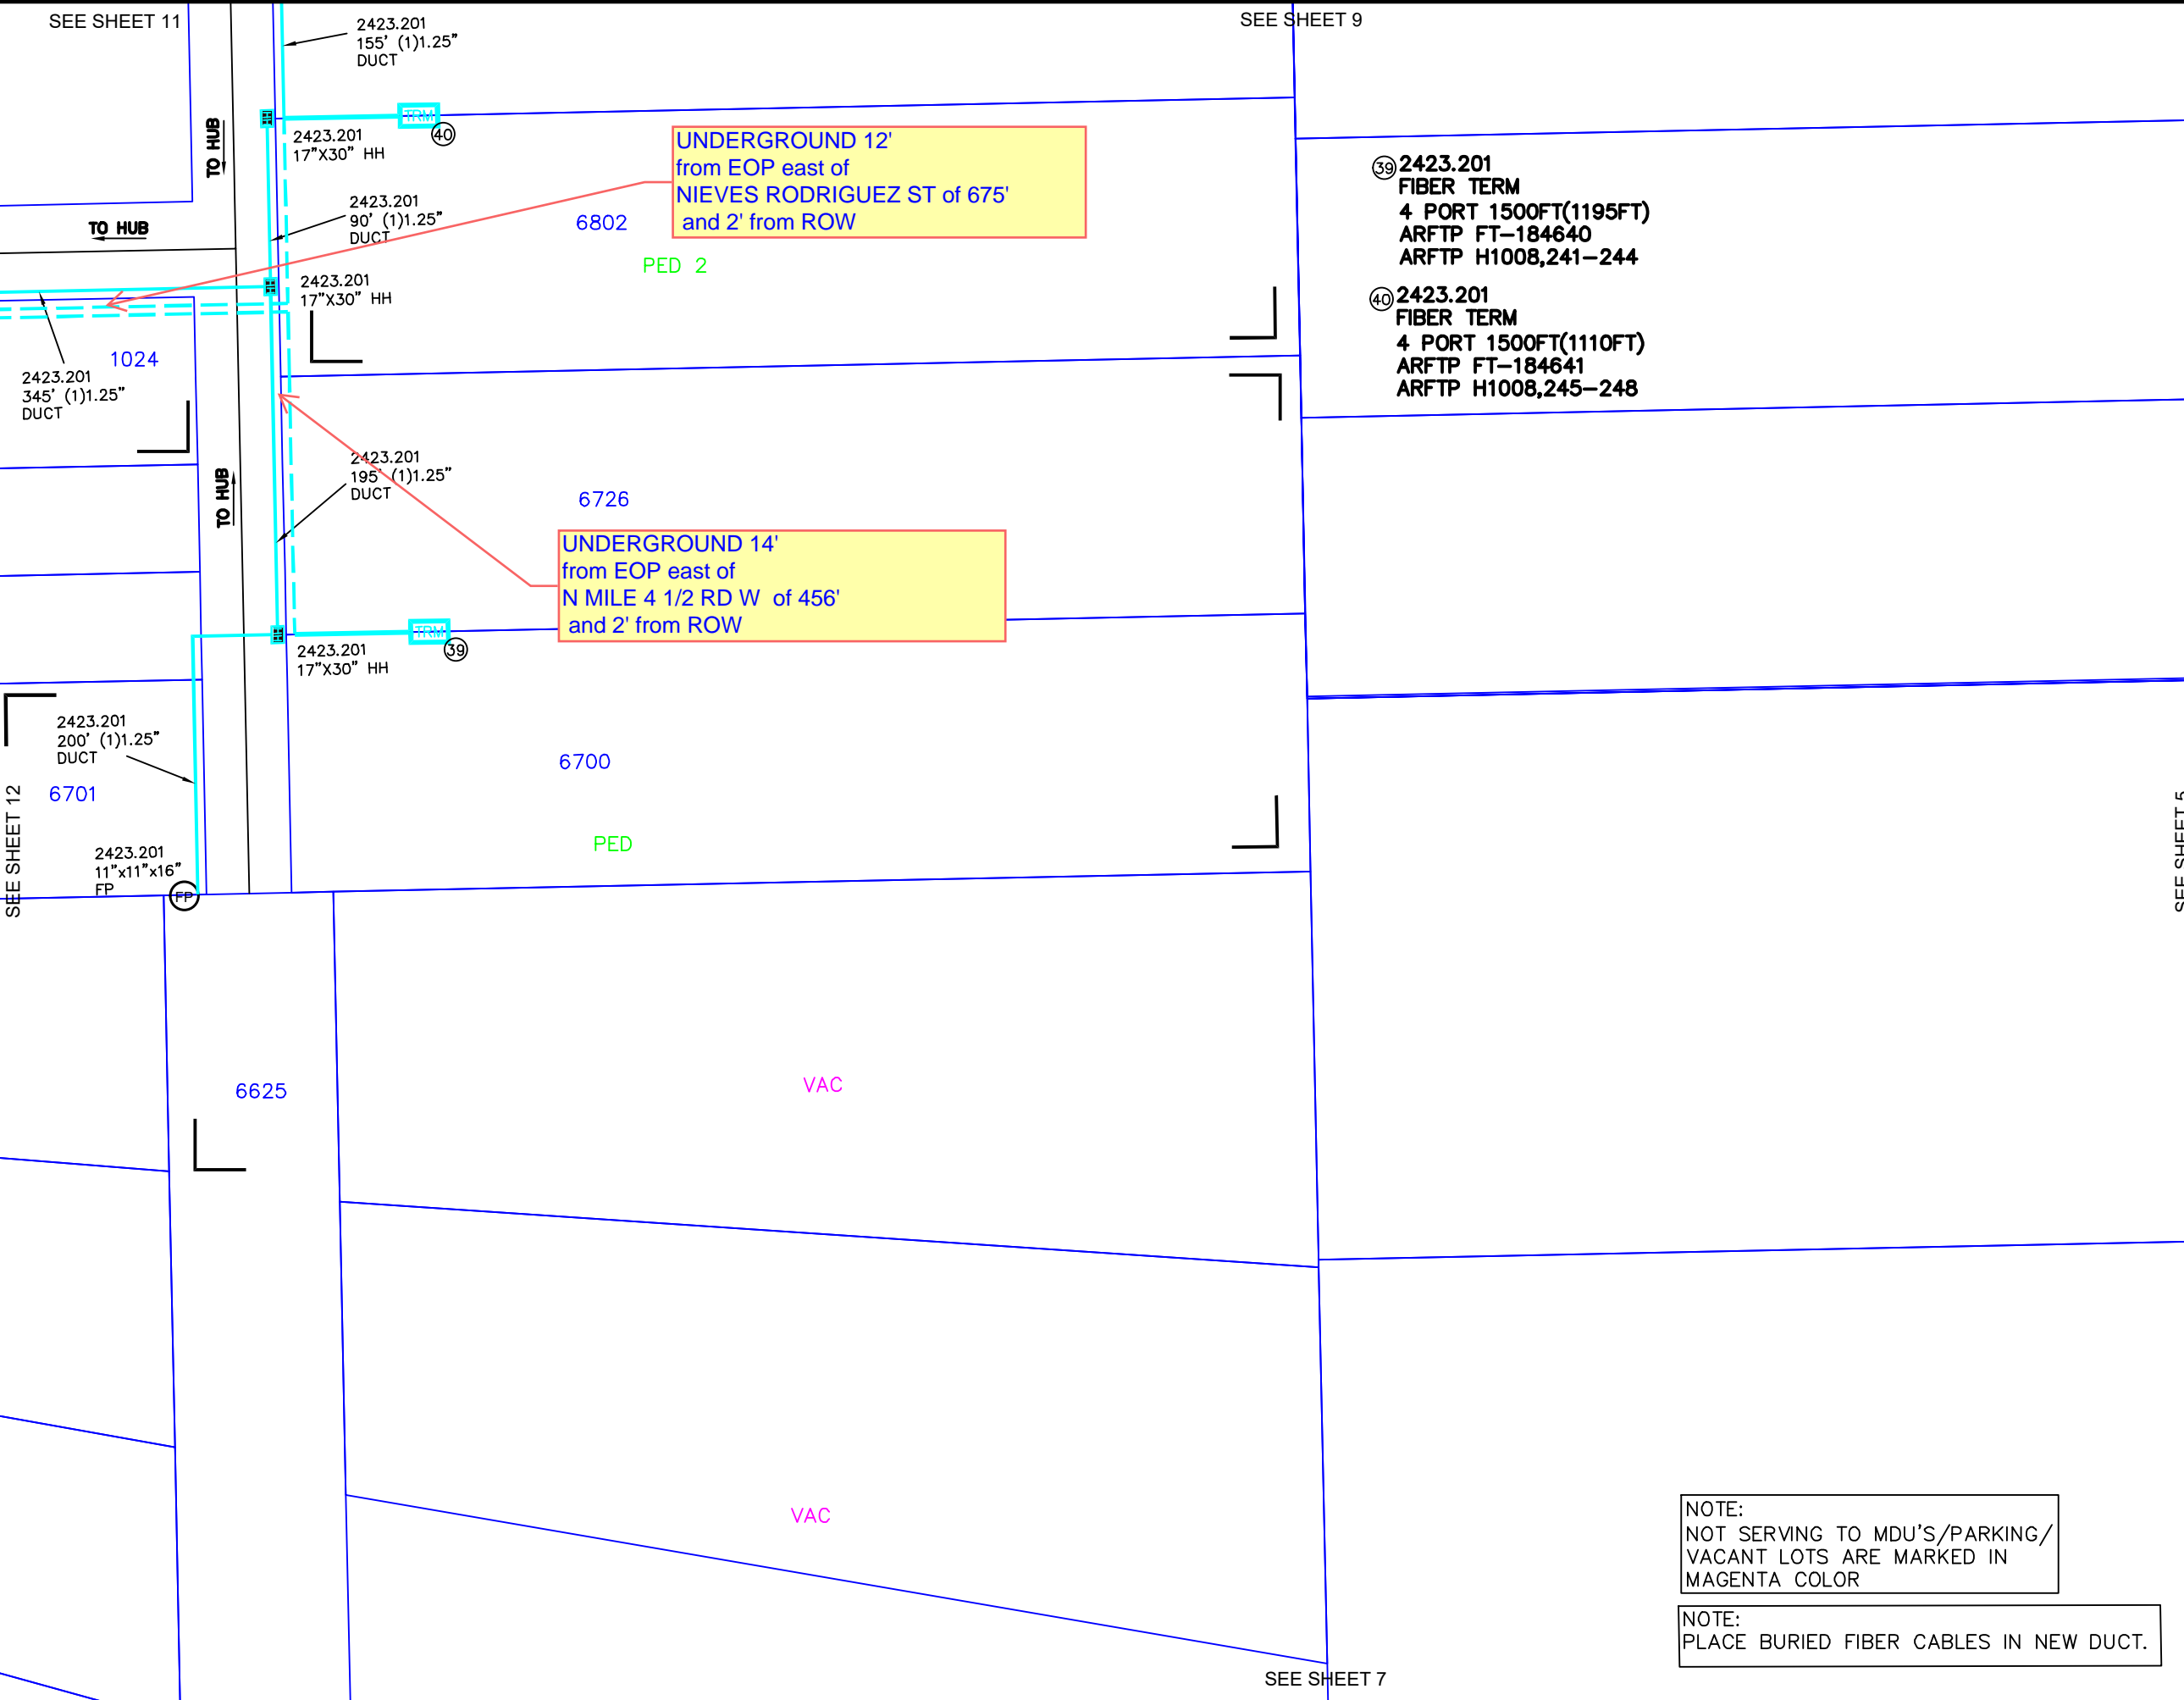 SEE SHEET 11
2423.201
155' (1)1.25"
DUCT
SEE SHEET 9
TRM
40
TO HUB
2423.201
17"X30" HH
UNDERGROUND 12'
from EOP east of
NIEVES RODRIGUEZ ST of 675'
and 2' from ROW
39 2423.201
FIBER TERM
4 PORT 1500FT(1195FT)
ARFTP FT-184640
ARFTP H1008,241-244
40 2423.201
FIBER TERM
4 PORT 1500FT(1110FT)
ARFTP FT-184641
ARFTP H1008,245-248
2423.201
90' (1)1.25"
DUCT
TO HUB
6802
PED 2
2423.201
17"X30" HH
1024
2423.201
345' (1)1.25"
DUCT
2423.201
195' (1)1.25"
DUCT
TO HUB
6726
UNDERGROUND 14'
from EOP east of
N MILE 4 1/2 RD W of 456'
and 2' from ROW
TRM
39
2423.201
17"X30" HH
2423.201
200' (1)1.25"
DUCT
6701
6700
PED
SEE SHEET 12
SEE SHEET 5
2423.201
11"x11"x16"
FP
FP
6625
VAC
VAC
NOTE:
NOT SERVING TO MDU'S/PARKING/
VACANT LOTS ARE MARKED IN
MAGENTA COLOR
NOTE:
PLACE BURIED FIBER CABLES IN NEW DUCT.
SEE SHEET 7